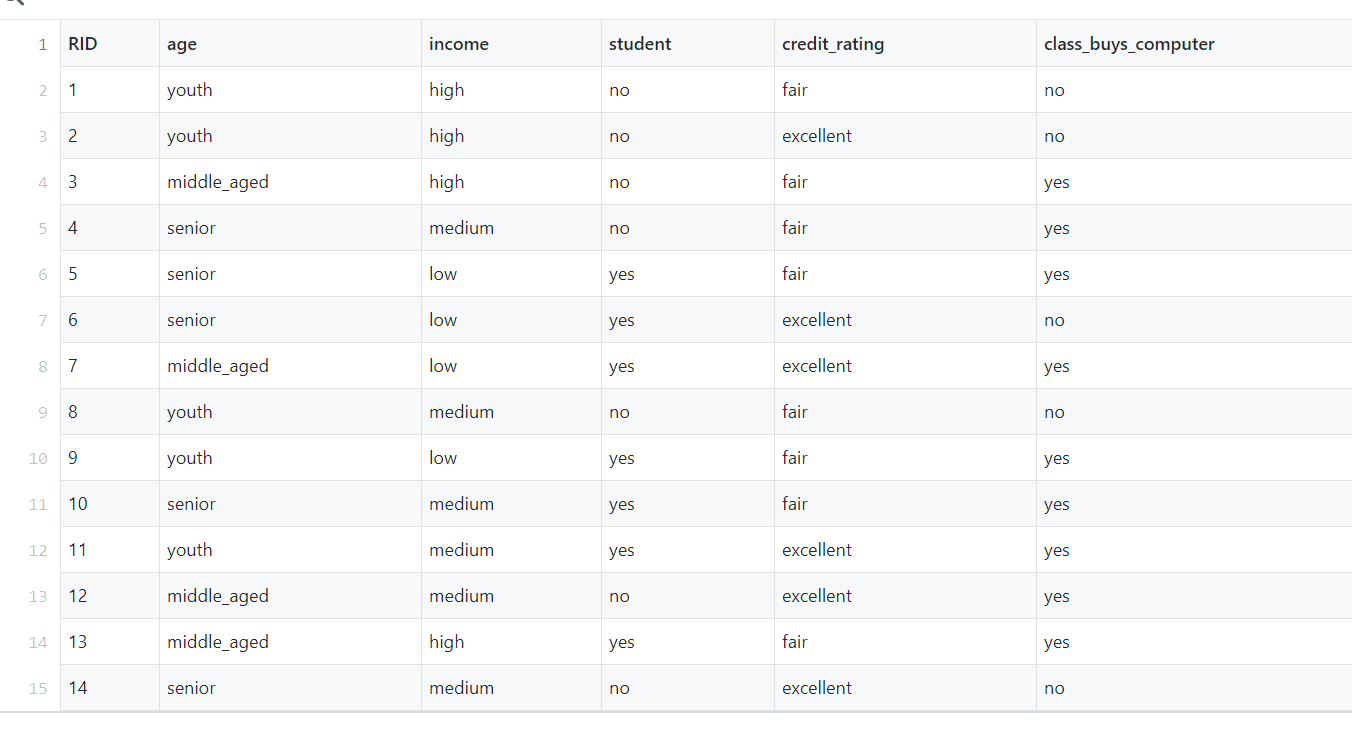 1 RID age income student credit_rating class_buys_computer
2 1 youth high no fair no
3 2 youth high no excellent no
4 3 middle_aged high no fair yes
5 4 senior medium no fair yes
6 5 senior low yes fair yes
7 6 senior low yes excellent no
8 7 middle_aged low yes excellent yes
9 8 youth medium no fair no
10 9 youth low yes fair yes
11 10 senior medium yes fair yes
12 11 youth medium yes excellent yes
13 12 middle_aged medium no excellent yes
14 13 middle_aged high yes fair yes
15 14 senior medium no excellent no